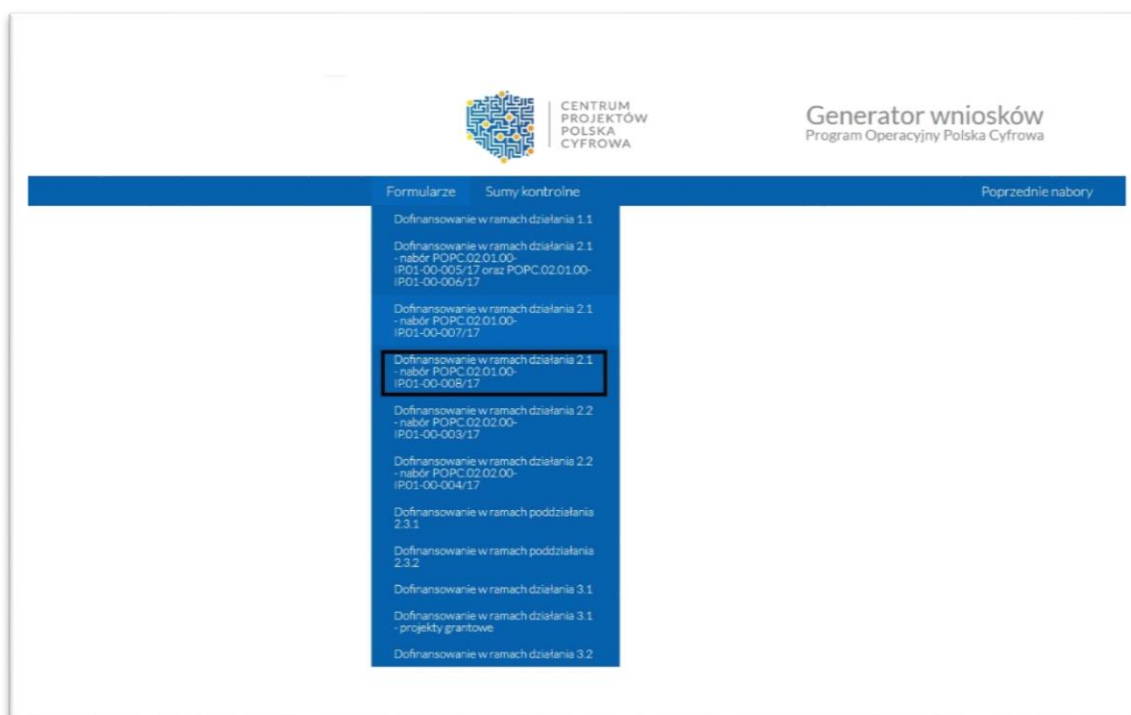 CENTRUM
PROJEKTÓW
POLSKA
CYFROWA
Generator wniosków
Program Operacyjny Polska Cyfrowa
Formularze Sumy kontrolne Poprzednie nabory
Dofinansowanie w ramach działania 1.1
Dofinansowanie w ramach działania 2.1
- nabór POPC.02.01.00-
IP.01-00-005/17 oraz POPC.02.01.00-
IP.01-00-006/17
Dofinansowanie w ramach działania 2.1
- nabór POPC.02.01.00-
IP.01-00-007/17
Dofinansowanie w ramach działania 2.1
- nabór POPC.02.01.00-
IP.01-00-008/17
Dofinansowanie w ramach działania 2.2
- nabór POPC.02.02.00-
IP.01-00-003/17
Dofinansowanie w ramach działania 2.2
- nabór POPC.02.02.00-
IP.01-00-004/17
Dofinansowanie w ramach poddziałania
2.3.1
Dofinansowanie w ramach poddziałania
2.3.2
Dofinansowanie w ramach działania 3.1
Dofinansowanie w ramach działania 3.1
- projekty grantowe
Dofinansowanie w ramach działania 3.2